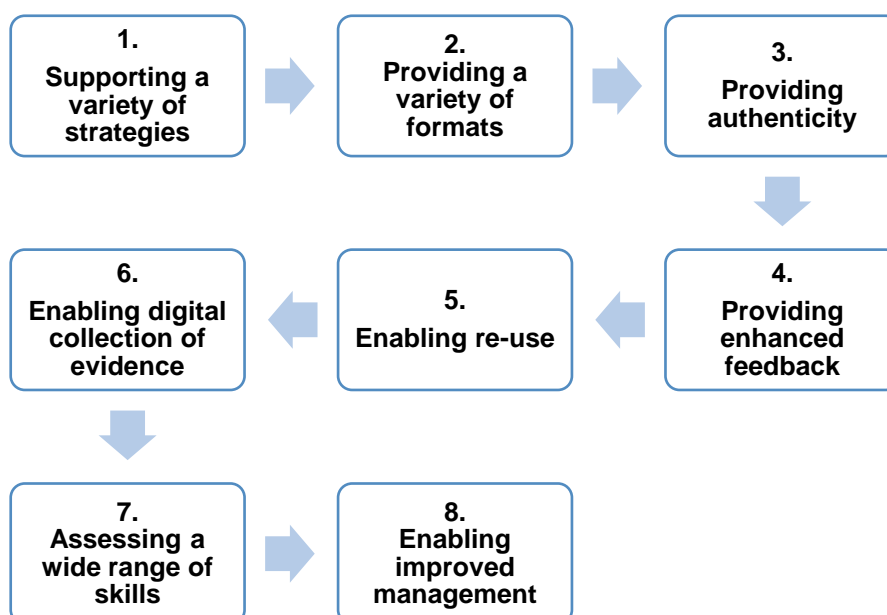 1.
Supporting a
variety of
strategies
2.
Providing a
variety of
formats
3.
Providing
authenticity
4.
Providing
enhanced
feedback
5.
Enabling re-use
6.
Enabling digital
collection of
evidence
7.
Assessing a
wide range of
skills
8.
Enabling
improved
management